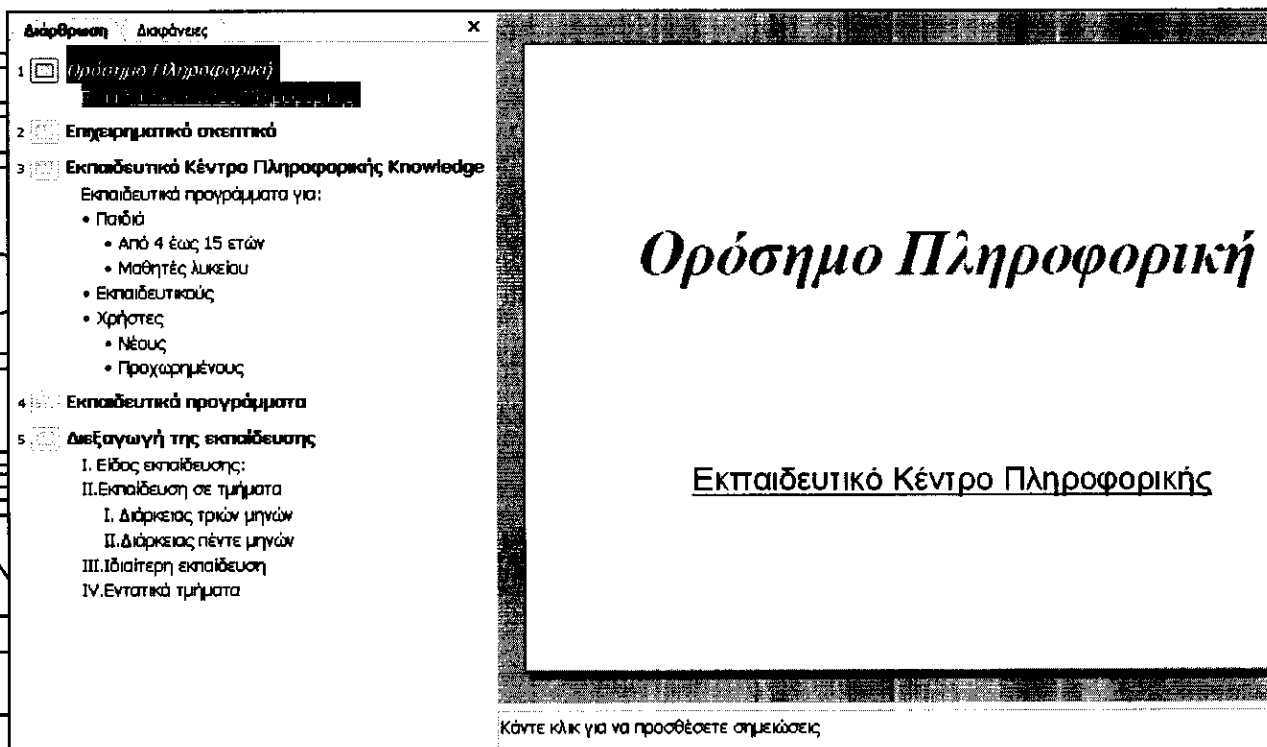 Διάρθρωση Διαφάνειες x
1 Ορόσημο Πληροφορική
2 Επιχειρηματικό σκεπτικό
3 Εκπαιδευτικό Κέντρο Πληροφορικής Knowledge
Εκπαιδευτικά προγράμματα για:
• Παιδιά
• Από 4 έως 15 ετών
• Μαθητές λυκείου
• Εκπαιδευτικούς
• Χρήστες
• Νέους
• Προχωρημένους
4 Εκπαιδευτικά προγράμματα
5 Διεξαγωγή της εκπαίδευσης
I. Είδος εκπαίδευσης:
II.Εκπαίδευση σε τμήματα
I. Διάρκειας τριών μηνών
II.Διάρκειας πέντε μηνών
III.Ιδιαίτερη εκπαίδευση
IV.Εντατικά τμήματα
Ορόσημο Πληροφορική
Εκπαιδευτικό Κέντρο Πληροφορικής
Κάντε κλικ για να προσθέσετε σημειώσεις